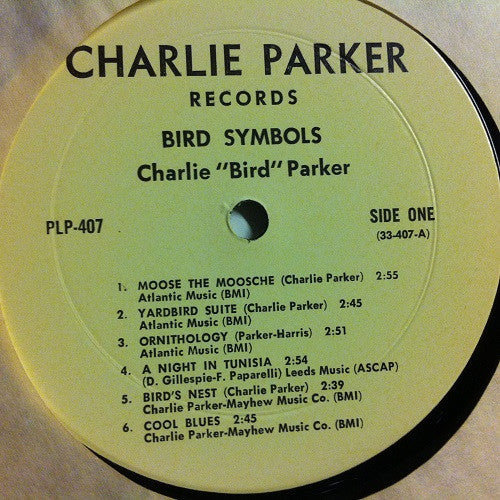 CHARLIE PARKER
RECORDS
BIRD SYMBOLS
Charlie "Bird" Parker
PLP-407
SIDE ONE
(33-407-A)
1. MOOSE THE MOOSCHE (Charlie Parker) 2:55
Atlantic Music (BMI)
2. YARDBIRD SUITE (Charlie Parker) 2:45
Atlantic Music (BMI)
3. ORNITHOLOGY (Parker-Harris) 2:51
Atlantic Music (BMI)
4. A NIGHT IN TUNISIA 2:54
(D. Gillespie-F. Paparelli) Leeds Music (ASCAP)
5. BIRD'S NEST (Charlie Parker) 2:39
Charlie Parker-Mayhew Music Co. (BMI)
6. COOL BLUES 2:45
Charlie Parker-Mayhew Music Co. (BMI)